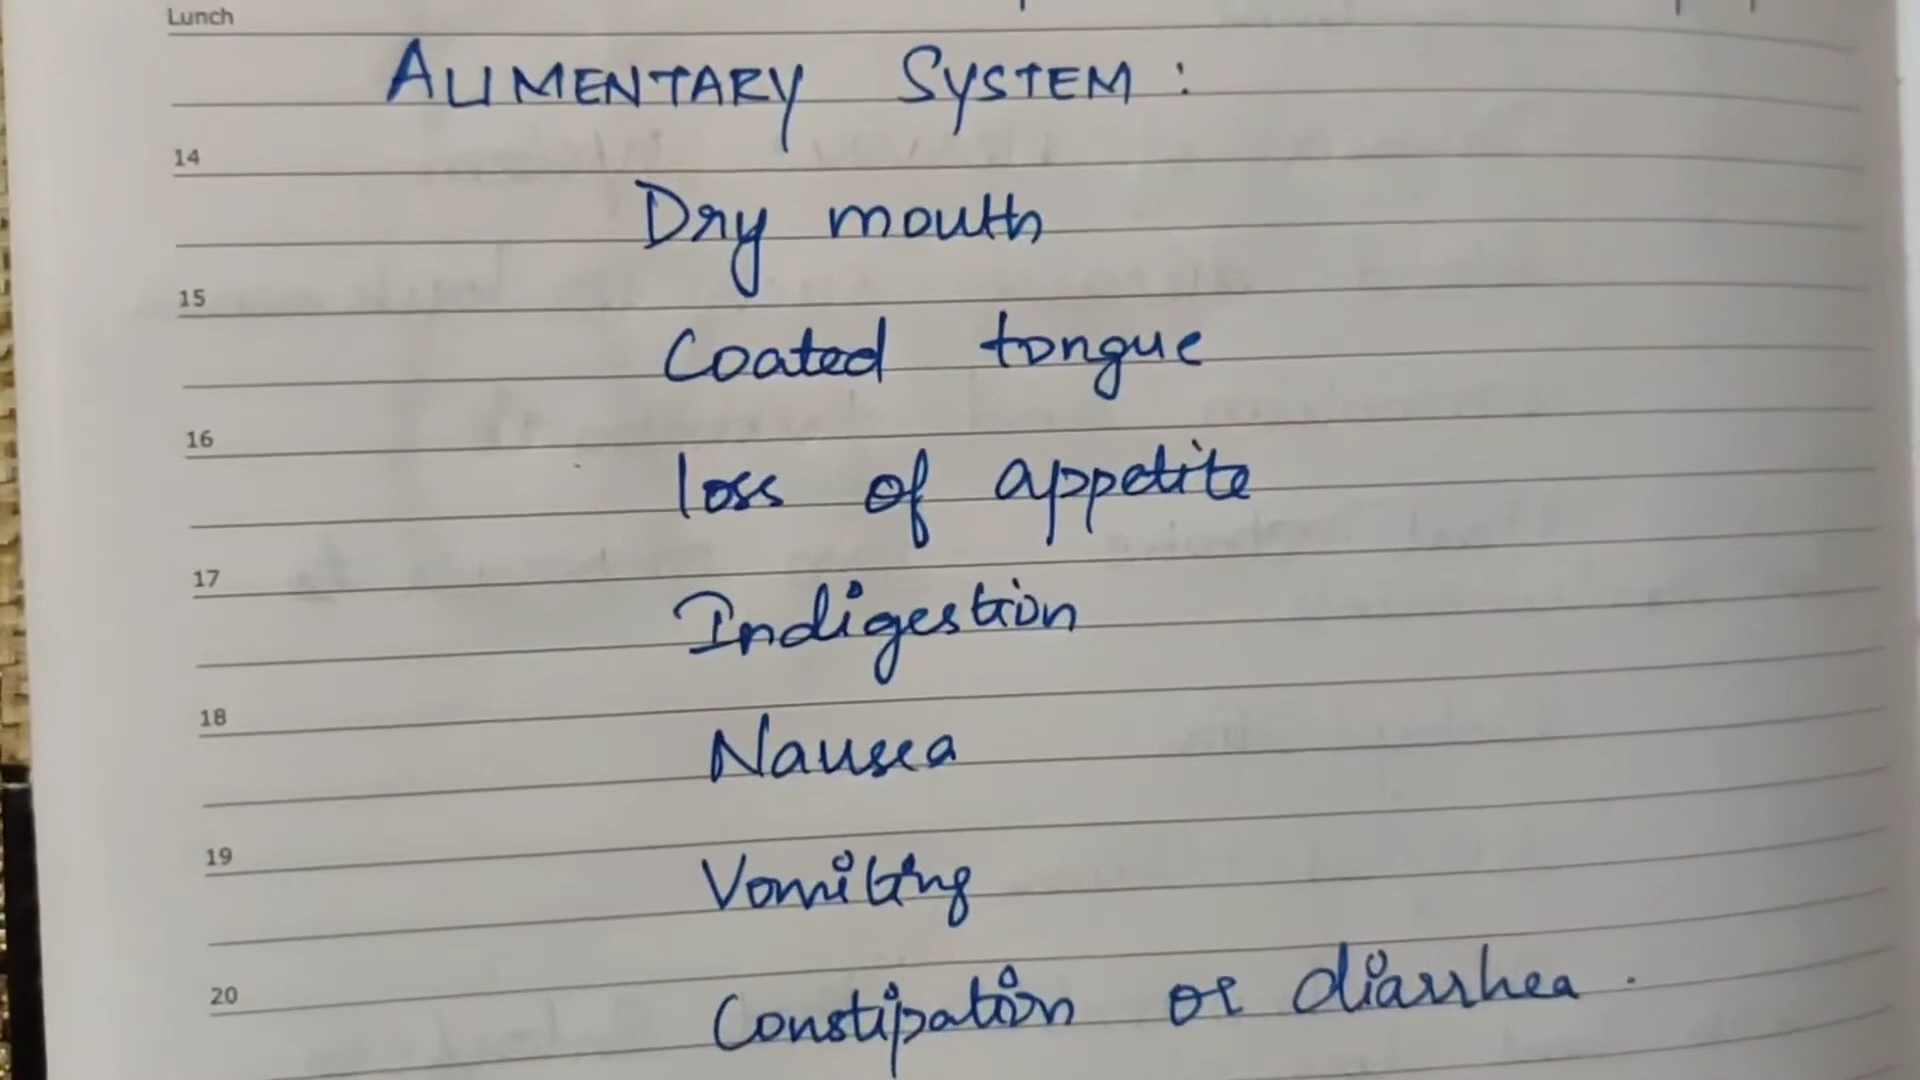 Lunch
ALIMENTARY SYSTEM :
14
Dry mouth
15
Coated tongue
16
loss of appetite
17
Indigestion
18
Nausea
19
Vomiting
20
Constipation or diarrhea.